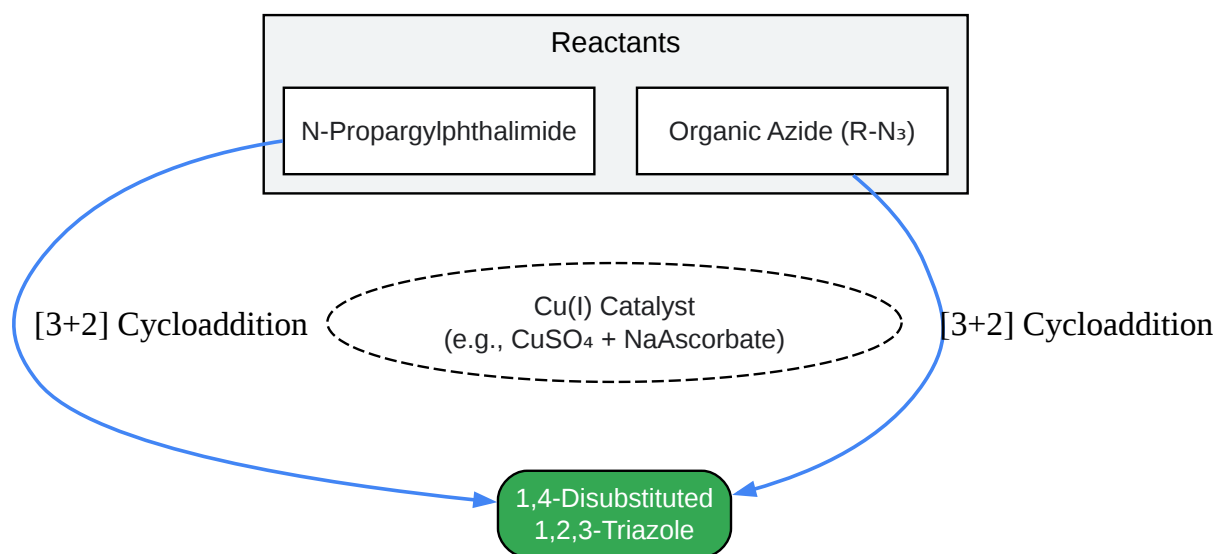 Reactants
N-Propargylphthalimide
Organic Azide (R-N₃)
Cu(I) Catalyst
(e.g., CuSO₄ + NaAscorbate)
[3+2] Cycloaddition
[3+2] Cycloaddition
1,4-Disubstituted
1,2,3-Triazole